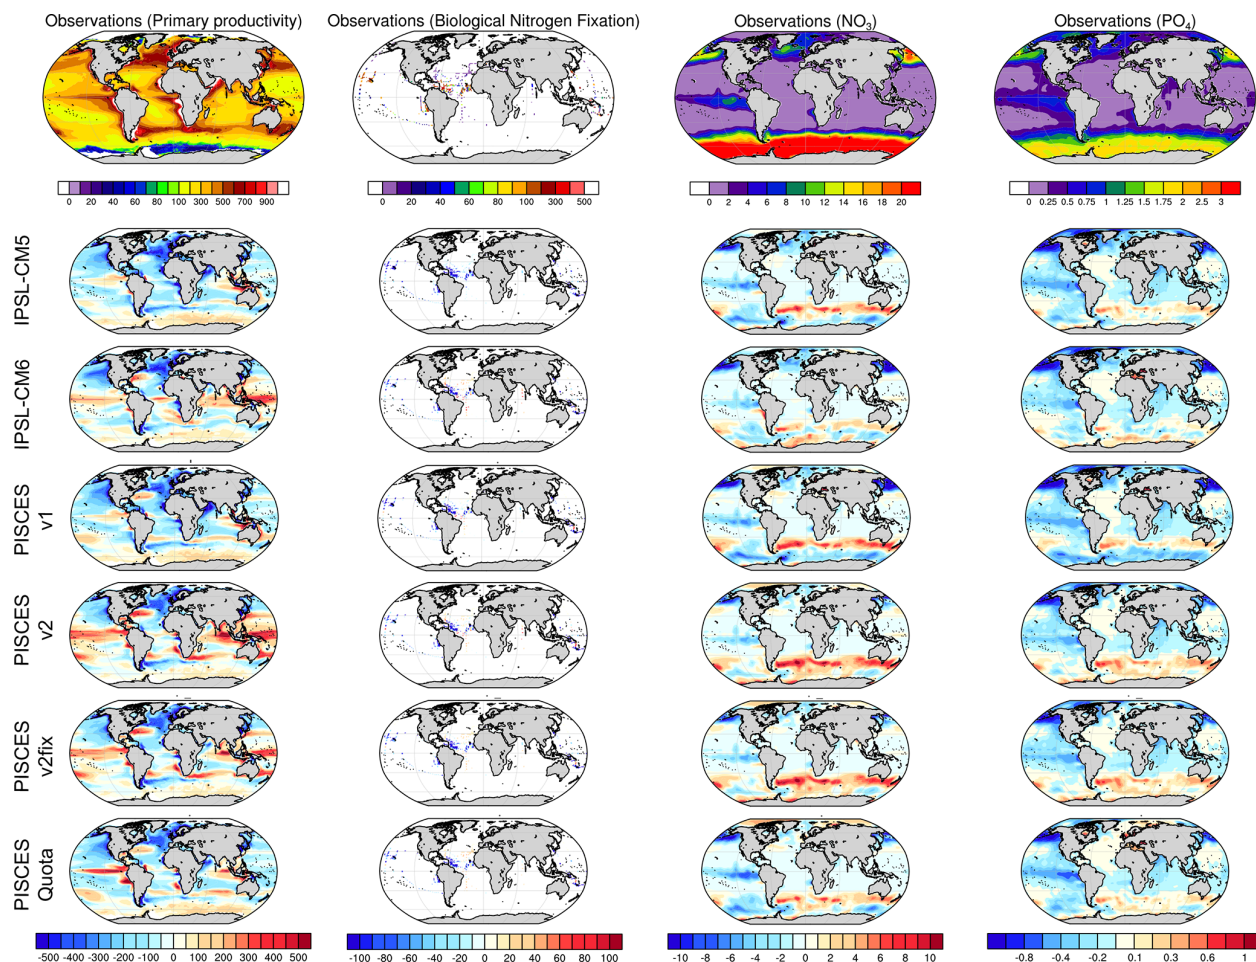 Observations (Primary productivity)
Observations (Biological Nitrogen Fixation)
Observations (NO₃)
Observations (PO₄)
0 20 40 60 80 100 300 500 700 900
0 20 40 60 80 100 300 500
0 2 4 6 8 10 12 14 16 20
0 0.25 0.5 0.75 1 1.25 1.5 1.75 2 2.5 3
IPSL-CM5
IPSL-CM6
PISCES
v1
PISCES
v2
PISCES
v2fix
PISCES
Quota
-500 -400 -300 -200 -100 0 100 200 300 400 500
-100 -80 -60 -40 -20 0 20 40 60 80 100
-10 -8 -6 -4 -2 0 2 4 6 8 10
-0.8 -0.4 -0.2 0.1 0.3 0.6 1